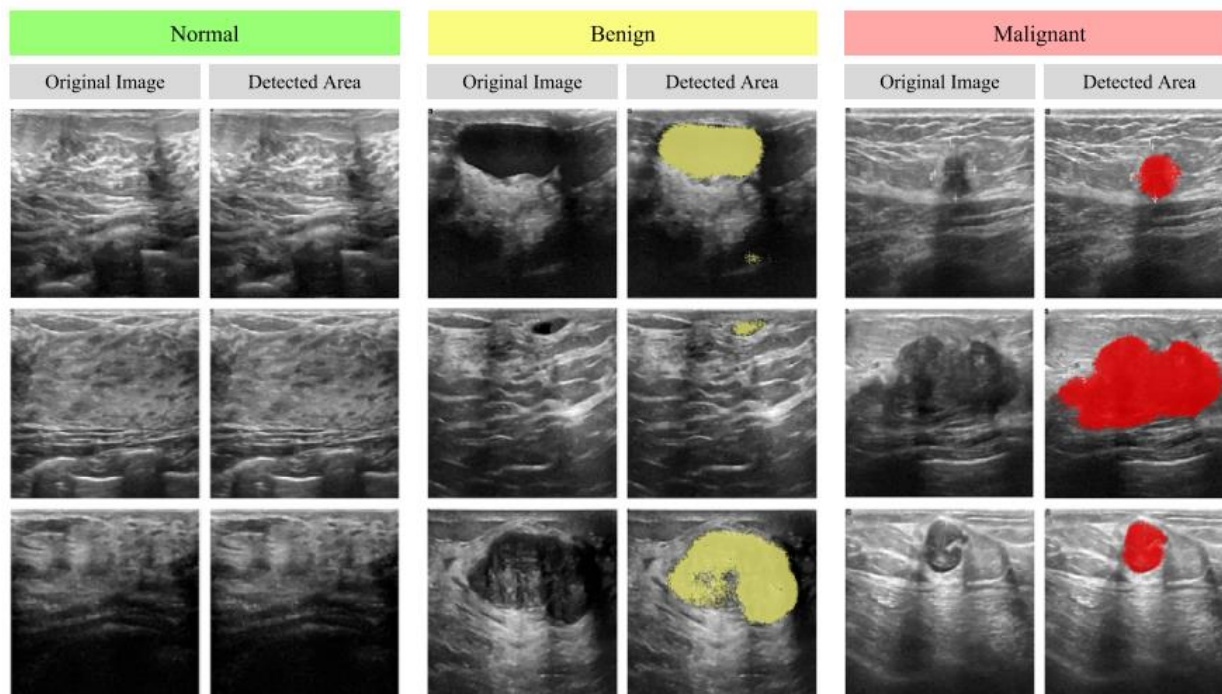 Normal
Benign
Malignant
Original Image
Detected Area
Original Image
Detected Area
Original Image
Detected Area